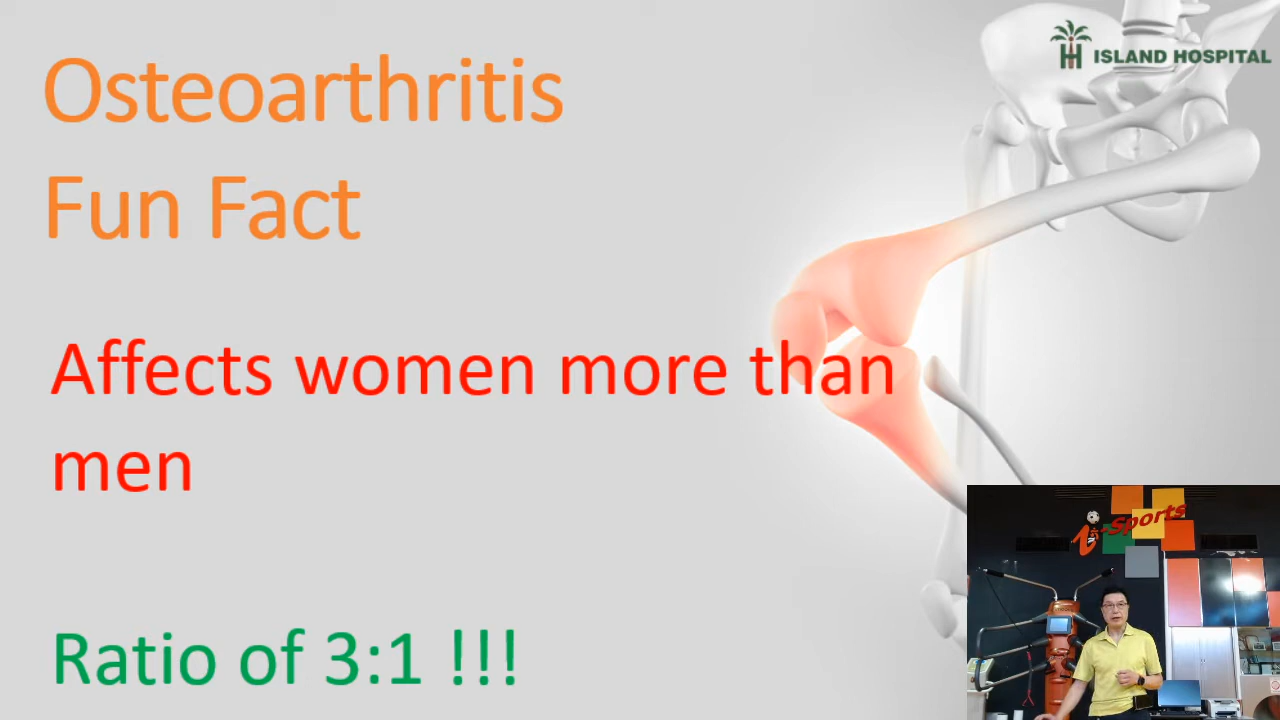 Osteoarthritis
Fun Fact
ISLAND HOSPITAL
Affects women more than
men
Ratio of 3:1 !!!
i-Sports